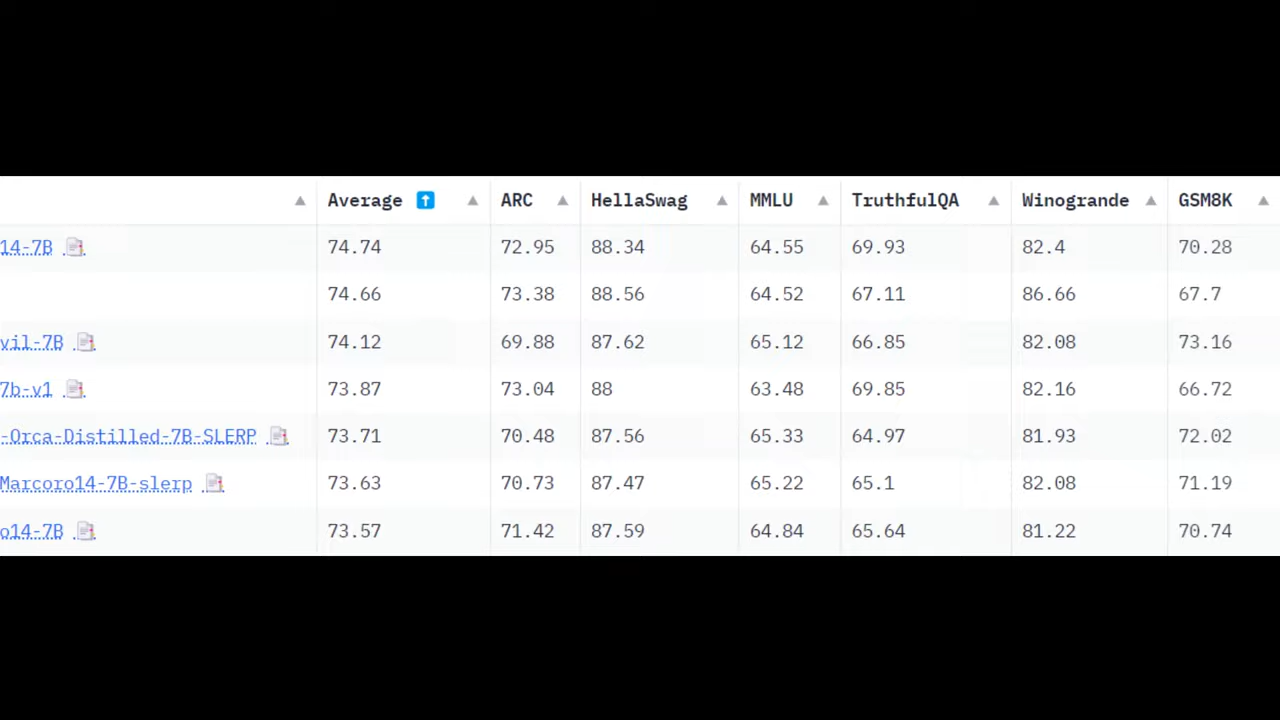 Average ARC HellaSwag MMLU TruthfulQA Winogrande GSM8K
14-7B 74.74 72.95 88.34 64.55 69.93 82.4 70.28
74.66 73.38 88.56 64.52 67.11 86.66 67.7
vil-7B 74.12 69.88 87.62 65.12 66.85 82.08 73.16
7b-v1 73.87 73.04 88 63.48 69.85 82.16 66.72
-Orca-Distilled-7B-SLERP 73.71 70.48 87.56 65.33 64.97 81.93 72.02
Marcoro14-7B-slerp 73.63 70.73 87.47 65.22 65.1 82.08 71.19
o14-7B 73.57 71.42 87.59 64.84 65.64 81.22 70.74